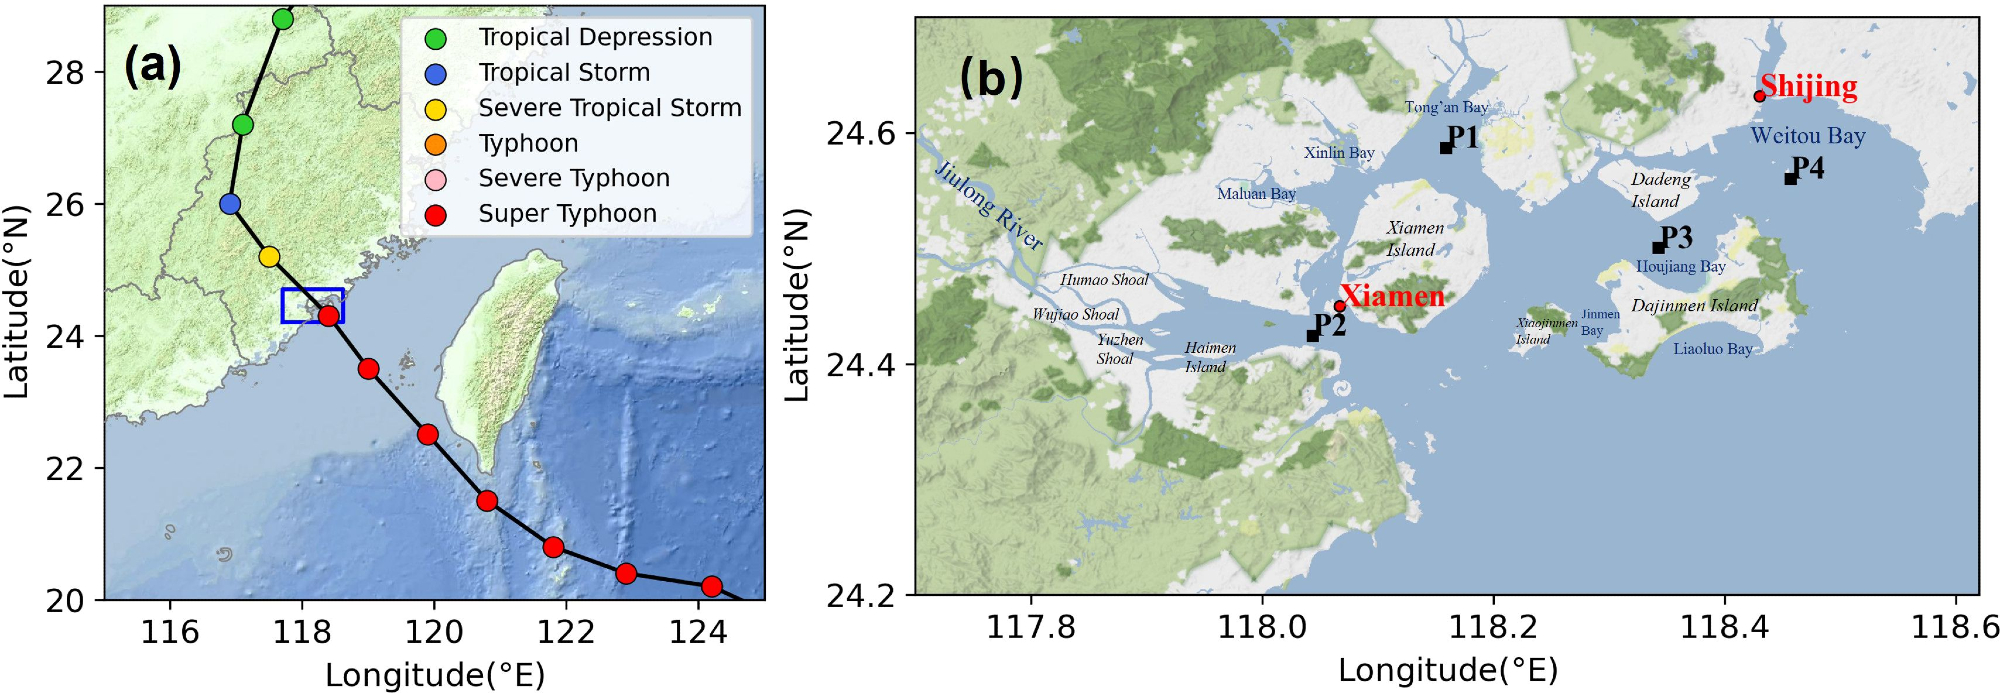 (a)
Tropical Depression
Tropical Storm
Severe Tropical Storm
Typhoon
Severe Typhoon
Super Typhoon
28
26
24
22
20
Latitude(°N)
116 118 120 122 124
Longitude(°E)
(b)
Shijing
Tong'an Bay
Weitou Bay
P1
Xinlin Bay
P4
Maluan Bay
Dadeng
Island
Jiulong River
Xiamen
Island
P3
Houjiang Bay
Humao Shoal
Xiamen
Dajinmen Island
Wujiao Shoal
P2
Xiaojinmen
Island
Jinmen
Bay
Yuzhen
Shoal
Haimen
Island
Liaoluo Bay
24.6
24.4
24.2
Latitude(°N)
117.8 118.0 118.2 118.4 118.6
Longitude(°E)